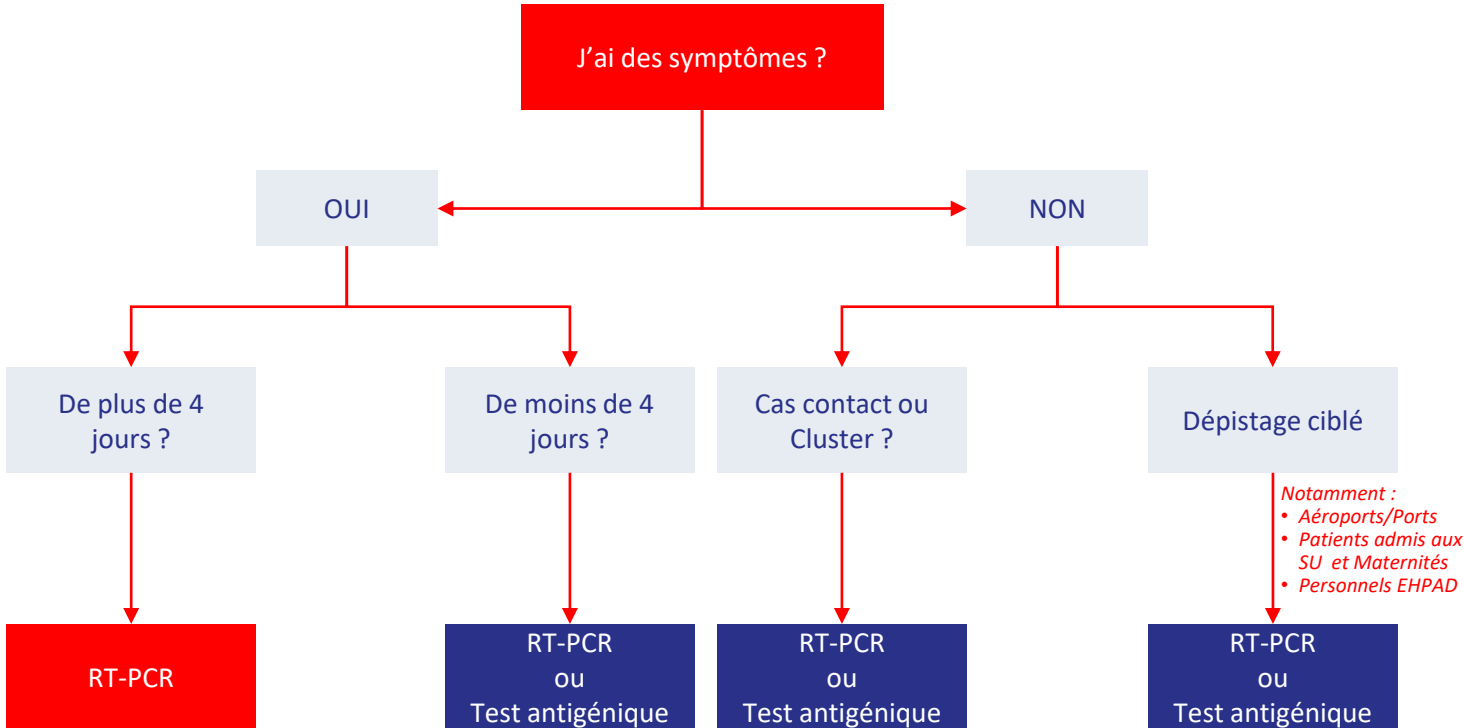 J'ai des symptômes ?
OUI
NON
De plus de 4
jours ?
De moins de 4
jours ?
Cas contact ou
Cluster ?
Dépistage ciblé
Notamment :
• Aéroports/Ports
• Patients admis aux
SU et Maternités
• Personnels EHPAD
RT-PCR
RT-PCR
ou
Test antigénique
RT-PCR
ou
Test antigénique
RT-PCR
ou
Test antigénique